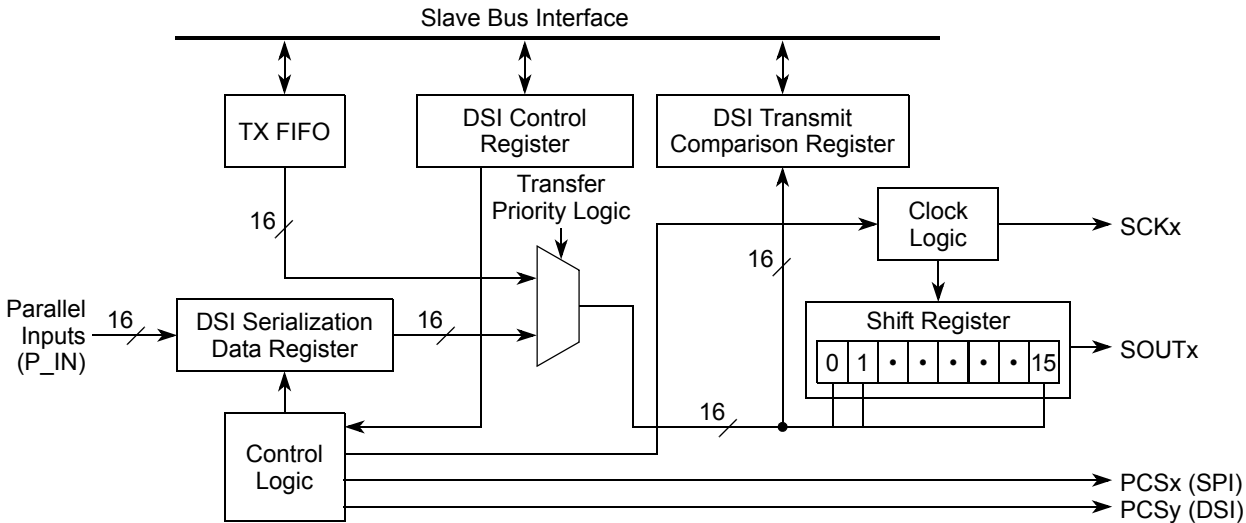 Slave Bus Interface
TX FIFO
DSI Control
Register
DSI Transmit
Comparison Register
Transfer
Priority Logic
16
Clock
Logic
SCKx
16
Parallel
Inputs
(P_IN)
16
DSI Serialization
Data Register
16
Shift Register
0 1 • • • • • 15
SOUTx
16
Control
Logic
PCSx (SPI)
PCSy (DSI)